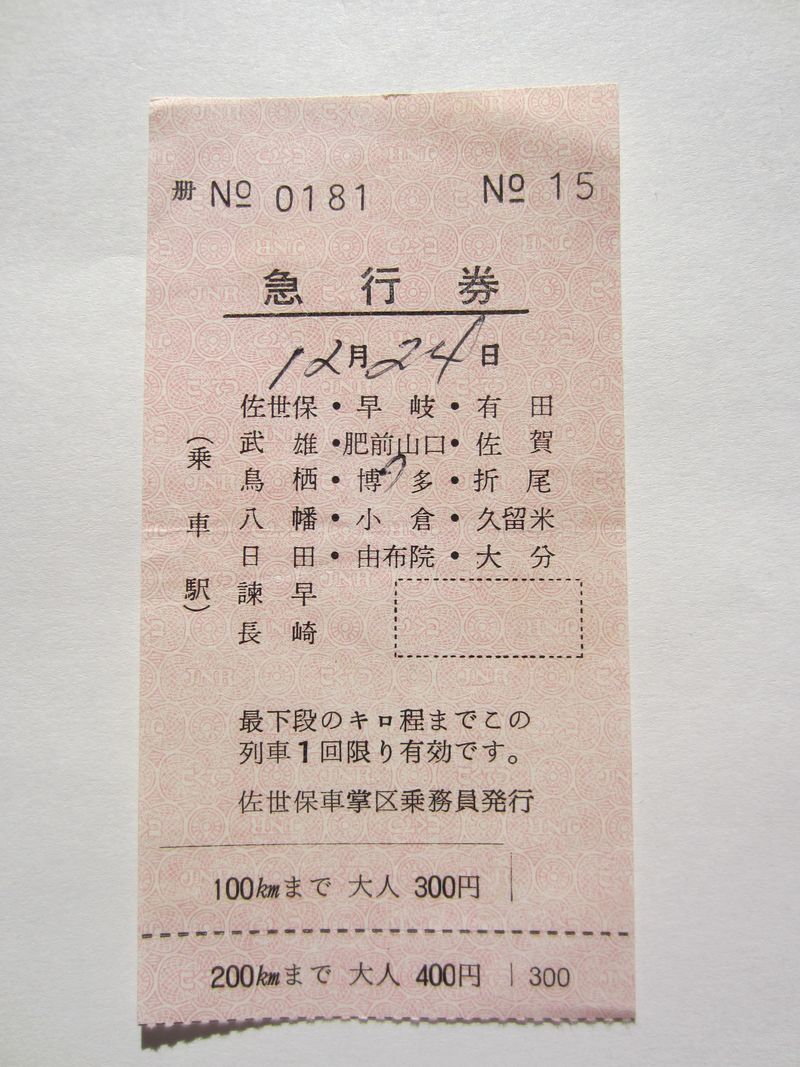 册 № 0181 № 15
急行券
12月24日
(乗車駅)
佐世保・早岐・有田
武雄・肥前山口・佐賀
鳥栖・博多・折尾
八幡・小倉・久留米
日田・由布院・大分
諫早
長崎
最下段のキロ程までこの
列車1回限り有効です。
佐世保車掌区乗務員発行
100kmまで 大人 300円
200kmまで 大人 400円 300